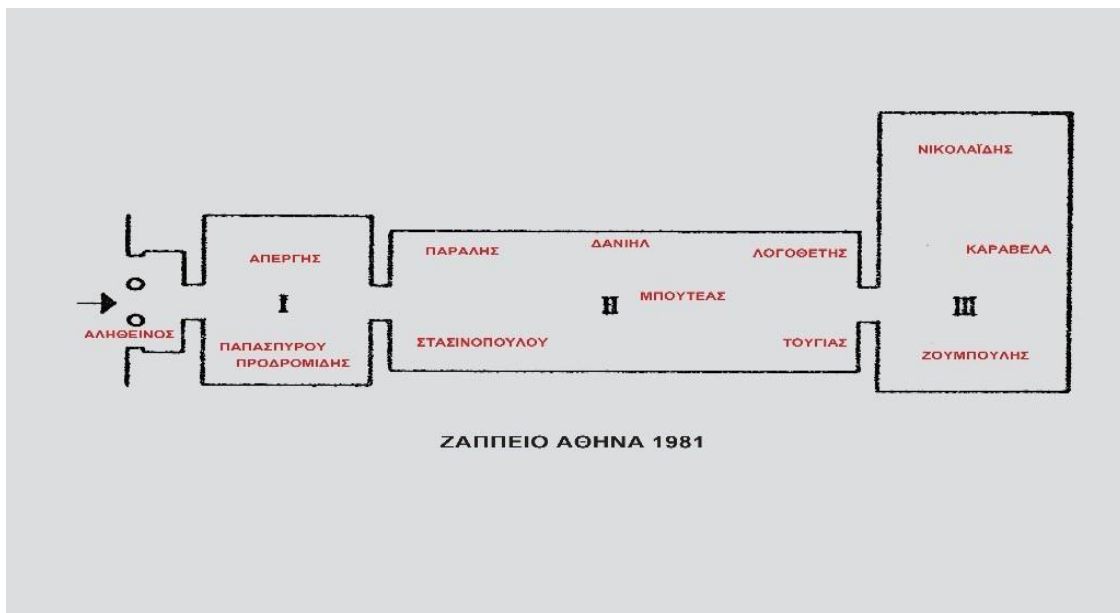 ΝΙΚΟΛΑΪΔΗΣ
ΠΑΡΑΛΗΣ
ΔΑΝΙΗΛ
ΛΟΓΟΘΕΤΗΣ
ΚΑΡΑΒΕΛΑ
ΑΠΕΡΓΗΣ
ΜΠΟΥΤΕΑΣ
I
II
III
ΑΛΗΘΕΙΝΟΣ
ΠΑΠΑΣΠΥΡΟΥ
ΠΡΟΔΡΟΜΙΔΗΣ
ΣΤΑΣΙΝΟΠΟΥΛΟΥ
ΤΟΥΓΙΑΣ
ΖΟΥΜΠΟΥΛΗΣ
ΖΑΠΠΕΙΟ ΑΘΗΝΑ 1981